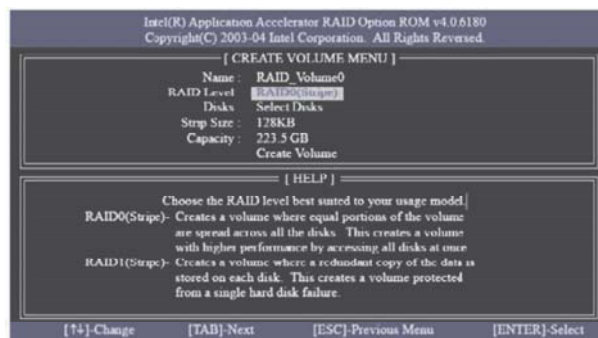 Intel(R) Application Accelerator RAID Option ROM v4.0.6180
Copyright(C) 2003-04 Intel Corporation. All Rights Reversed.
[ CREATE VOLUME MENU ]
Name : RAID_Volume0
RAID Level RAID0(Stripe)
Disks Select Disks
Strip Size : 128KB
Capacity : 223.5 GB
Create Volume
[ HELP ]
Choose the RAID level best suited to your usage model.
RAID0(Stripe)- Creates a volume where equal portions of the volume
are spread across all the disks. This creates a volume
with higher performance by accessing all disks at once
RAID1(Stripe)- Creates a volume where a redundant copy of the data is
stored on each disk. This creates a volume protected
from a single hard disk failure.
[↑↓]-Change [TAB]-Next [ESC]-Previous Menu [ENTER]-Select